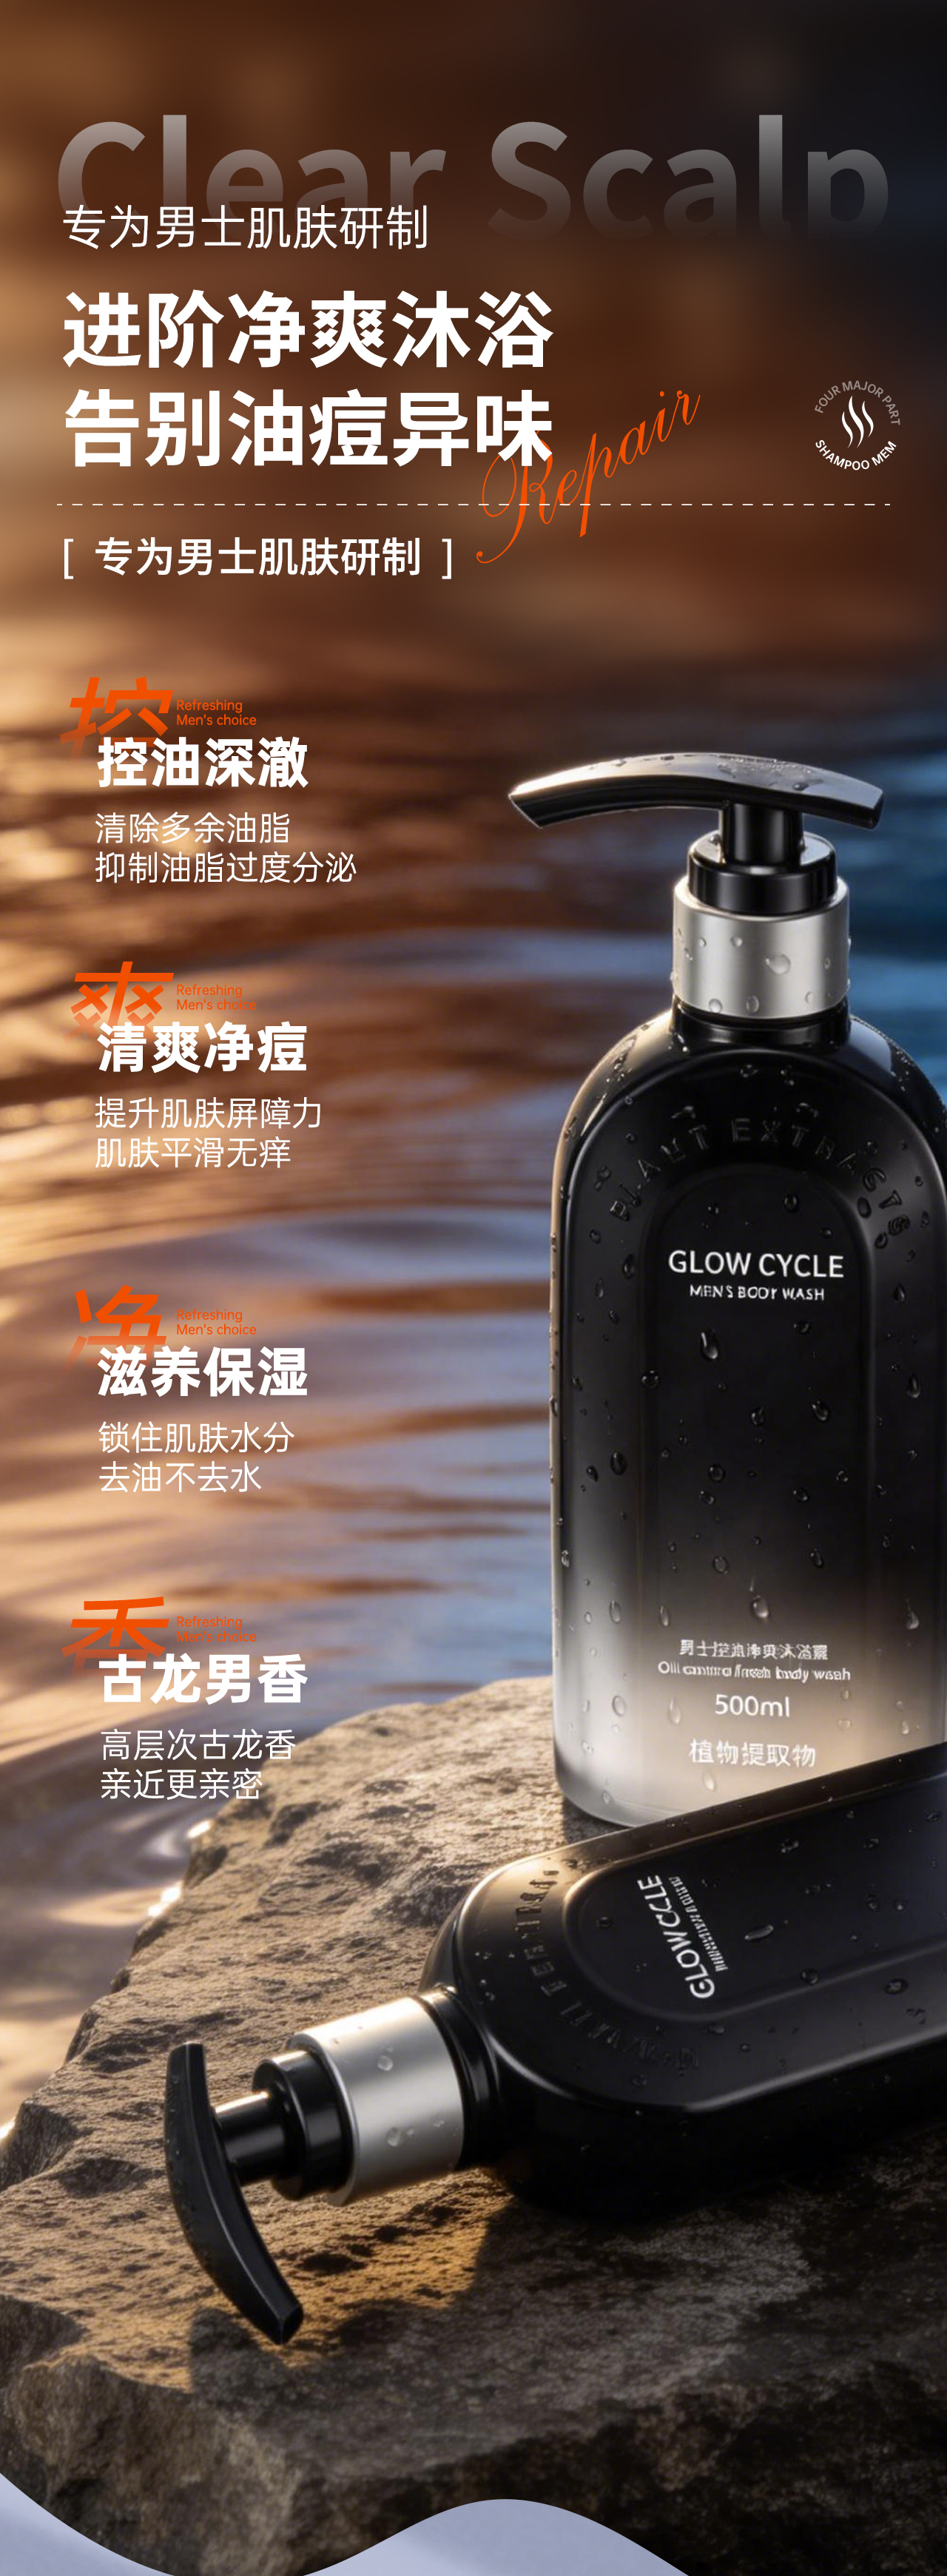 Clear Scalp
专为男士肌肤研制
进阶净爽沐浴
告别油痘异味
Repair
FOUR MAJOR PART
SHAMPOO MEM
[ 专为男士肌肤研制 ]
控
Refreshing
Men's choice
控油深澈
清除多余油脂
抑制油脂过度分泌
爽
Refreshing
Men's choice
清爽净痘
提升肌肤屏障力
肌肤平滑无痒
净
Refreshing
Men's choice
滋养保湿
锁住肌肤水分
去油不去水
香
Refreshing
Men's choice
古龙男香
高层次古龙香
亲近更亲密
PLANT EXTRACTS
GLOW CYCLE
MEN'S BODY WASH
男士控油净爽沐浴露
Oil control fresh body wash
500ml
植物提取物
GLOW CYCLE